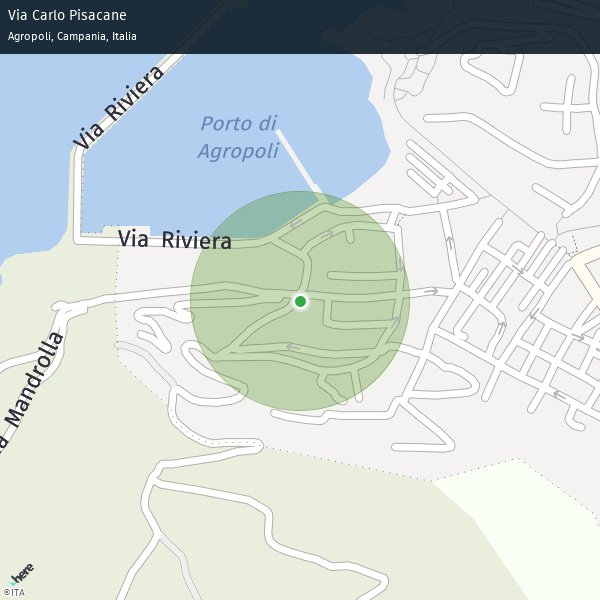 Via Carlo Pisacane
Agropoli, Campania, Italia
Via Riviera
Porto di
Agropoli
Via Riviera
Mandrolla
here
©ITA